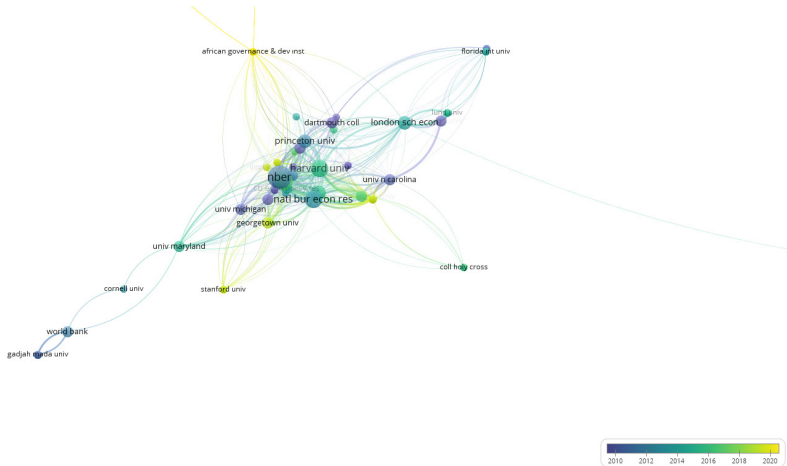 african governance & dev inst
florida int univ
lund univ
dartmouth coll
london sch econ
princeton univ
harvard univ
nber
univ n carolina
natl bur econ res
univ michigan
georgetown univ
univ maryland
coll holy cross
cornell univ
stanford univ
world bank
gadjah mada univ
2010 2012 2014 2016 2018 2020